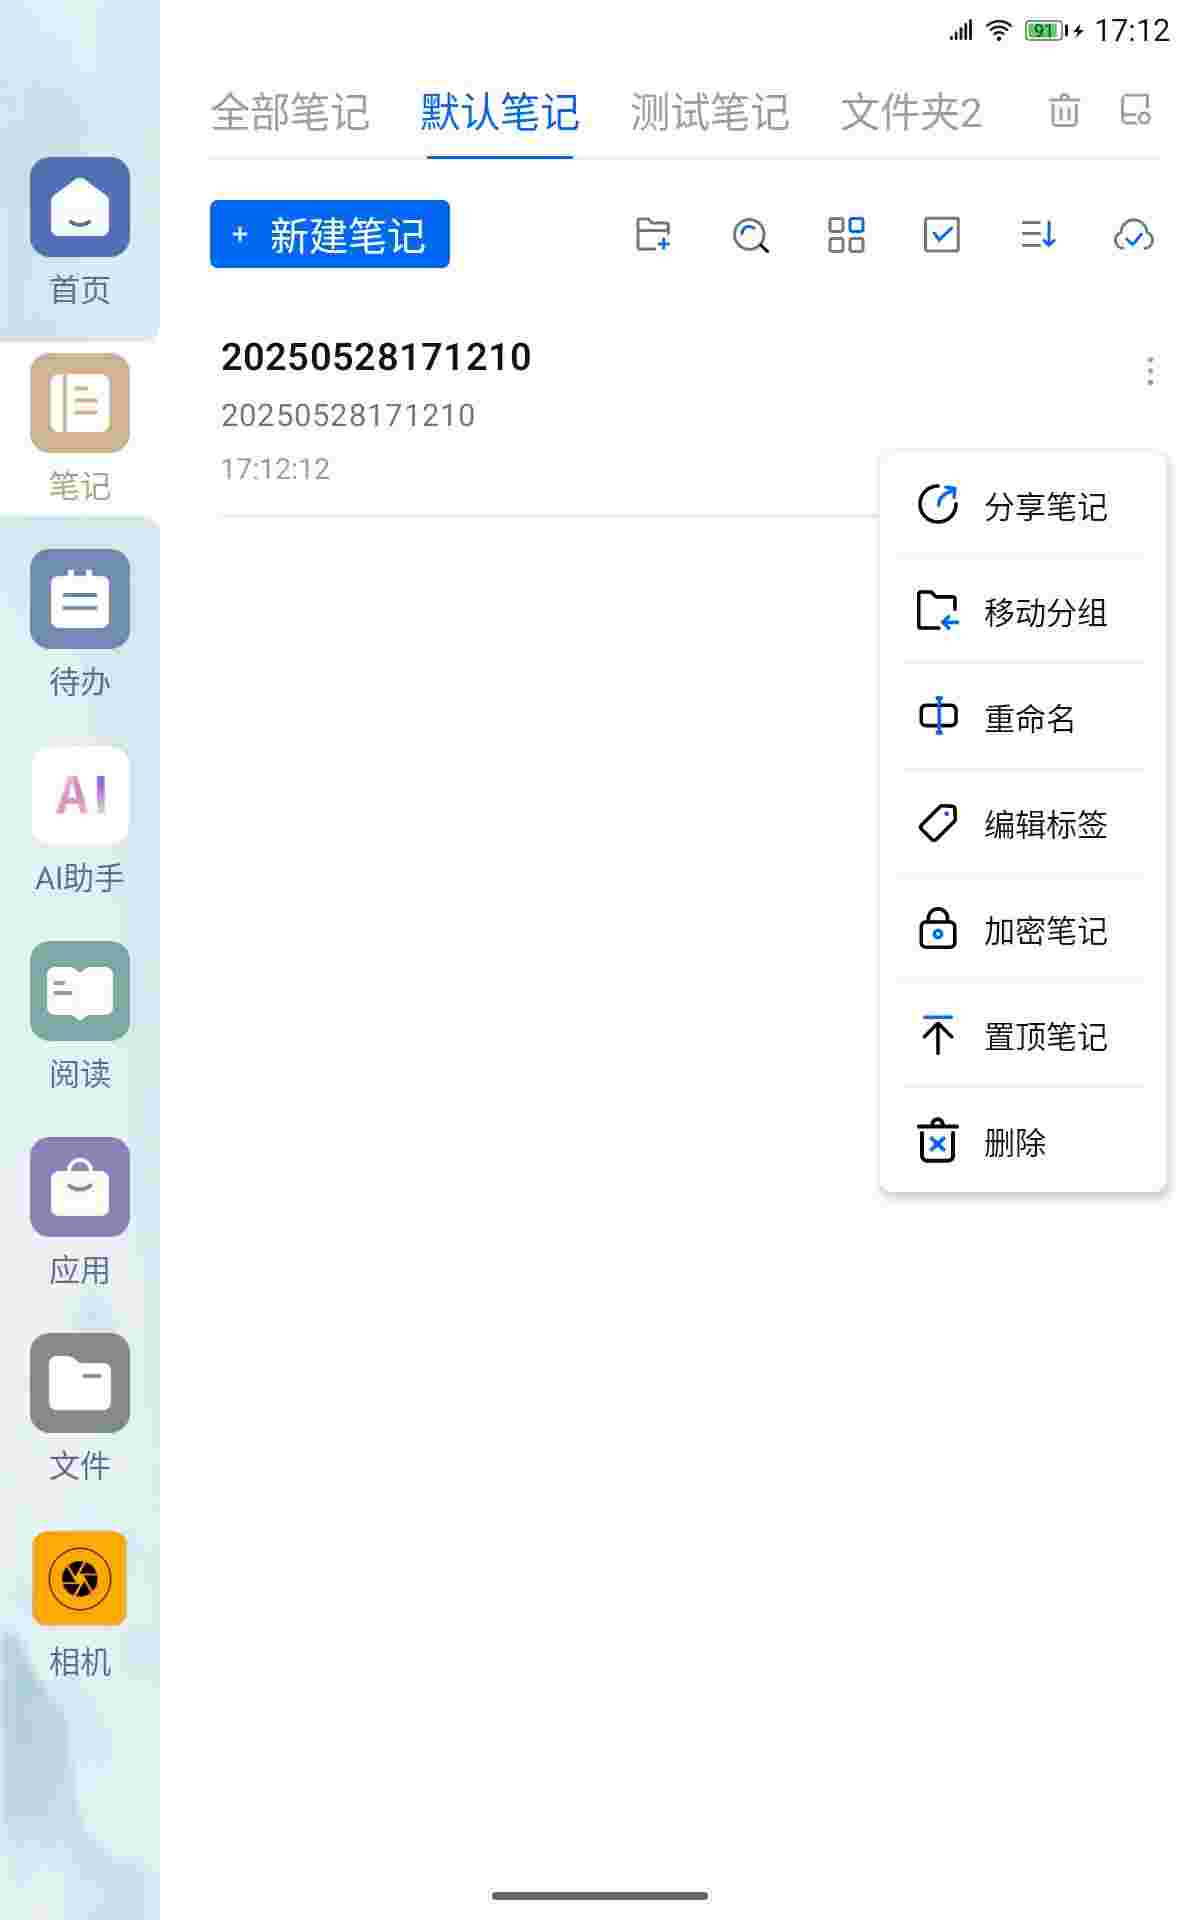 91 17:12
全部笔记 默认笔记 测试笔记 文件夹2
+ 新建笔记
20250528171210
20250528171210
17:12:12
分享笔记
移动分组
重命名
编辑标签
加密笔记
置顶笔记
删除
首页
笔记
待办
AI
AI助手
阅读
应用
文件
相机